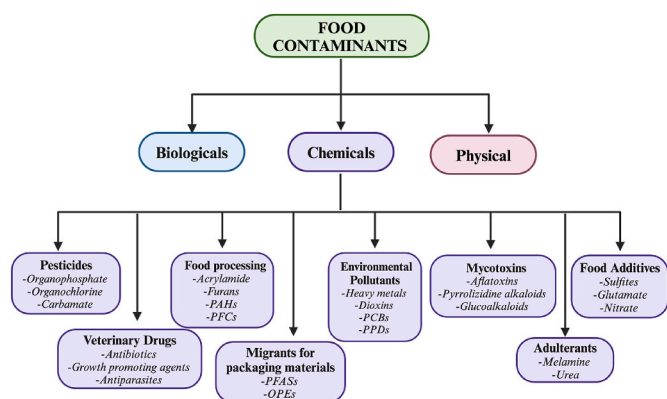 FOOD
CONTAMINANTS
Biologicals
Chemicals
Physical
Pesticides
-Organophosphate
-Organochlorine
-Carbamate
Veterinary Drugs
-Antibiotics
-Growth promoting agents
-Antiparasites
Food processing
-Acrylamide
-Furans
-PAHs
-PFCs
Migrants for
packaging materials
-PFASs
-OPEs
Environmental
Pollutants
-Heavy metals
-Dioxins
-PCBs
-PPDs
Mycotoxins
-Aflatoxins
-Pyrrolizidine alkaloids
-Glucoalkaloids
Adulterants
-Melamine
-Urea
Food Additives
-Sulfites
-Glutamate
-Nitrate